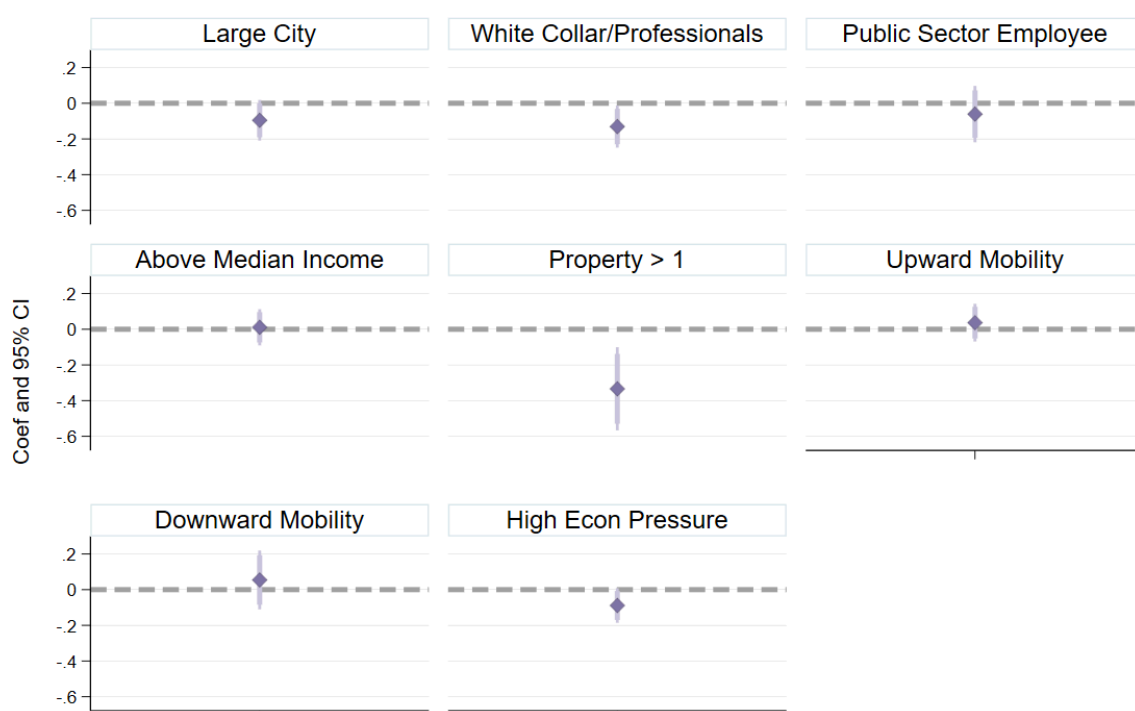 Large City
White Collar/Professionals
Public Sector Employee
.2
0
-.2
-.4
-.6
Above Median Income
Property > 1
Upward Mobility
.2
0
-.2
-.4
-.6
Coef and 95% CI
Downward Mobility
High Econ Pressure
.2
0
-.2
-.4
-.6